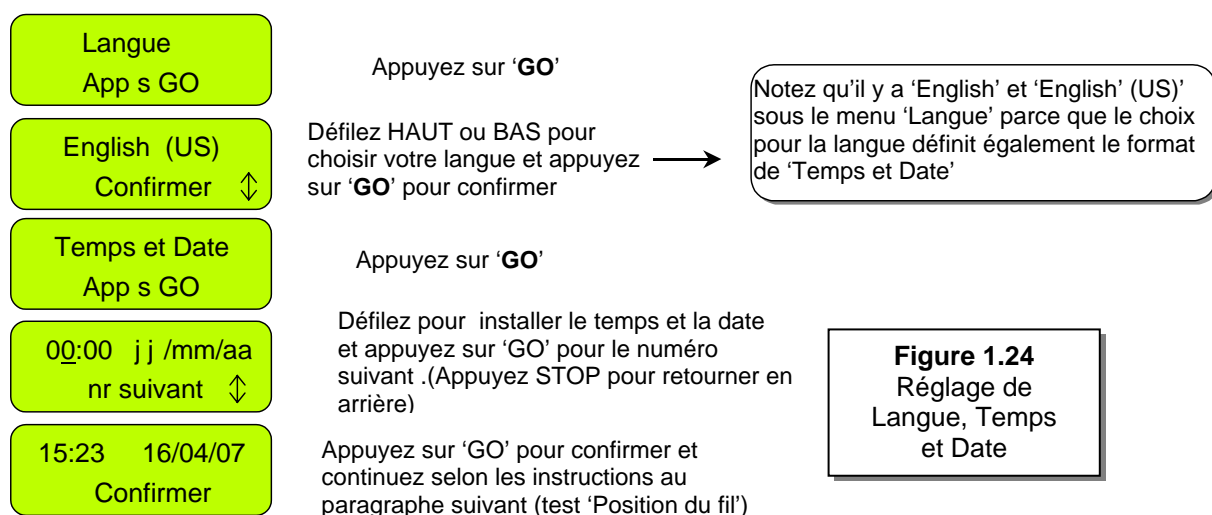 Langue
App s GO
Appuyez sur ‘GO’
English (US)
Confirmer ↕
Défilez HAUT ou BAS pour
choisir votre langue et appuyez
sur ‘GO’ pour confirmer
Notez qu’il y a ‘English’ et ‘English’ (US)’
sous le menu ‘Langue’ parce que le choix
pour la langue définit également le format
de ‘Temps et Date’
Temps et Date
App s GO
Appuyez sur ‘GO’
00:00 j j /mm/aa
nr suivant ↕
Défilez pour installer le temps et la date
et appuyez sur ‘GO’ pour le numéro
suivant .(Appuyez STOP pour retourner en
arrière)
Figure 1.24
Réglage de
Langue, Temps
et Date
15:23 16/04/07
Confirmer
Appuyez sur ‘GO’ pour confirmer et
continuez selon les instructions au
paragraphe suivant (test ‘Position du fil’)